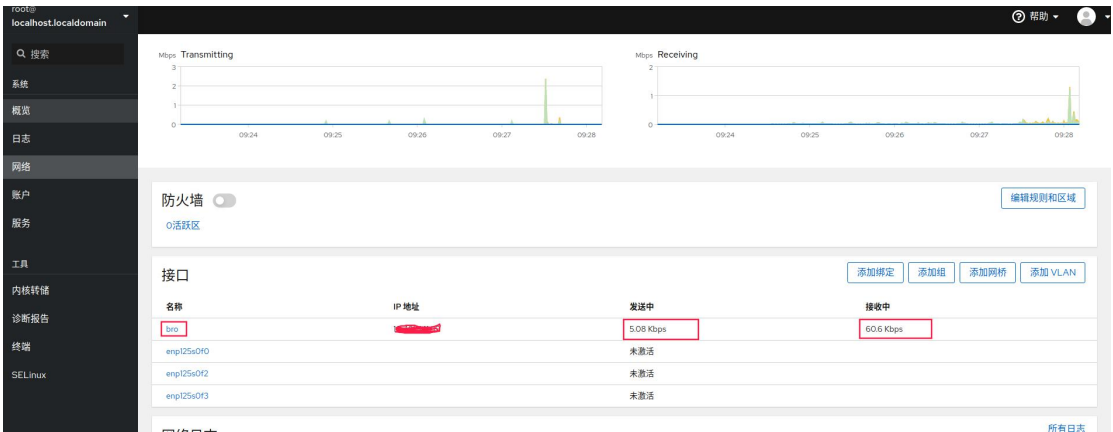 root@
localhost.localdomain
帮助
搜索
系统
概览
日志
网络
账户
服务
工具
内核转储
诊断报告
终端
SELinux
Mbps Transmitting
3
2
1
0
09:24 09:25 09:26 09:27 09:28
Mbps Receiving
2
1
0
09:24 09:25 09:26 09:27 09:28
防火墙
编辑规则和区域
0活跃区
接口
添加绑定 添加组 添加网桥 添加 VLAN
名称 IP 地址 发送中 接收中
br0 5.08 Kbps 60.6 Kbps
enp125s0f0 未激活
enp125s0f2 未激活
enp125s0f3 未激活
网络日志
所有日志